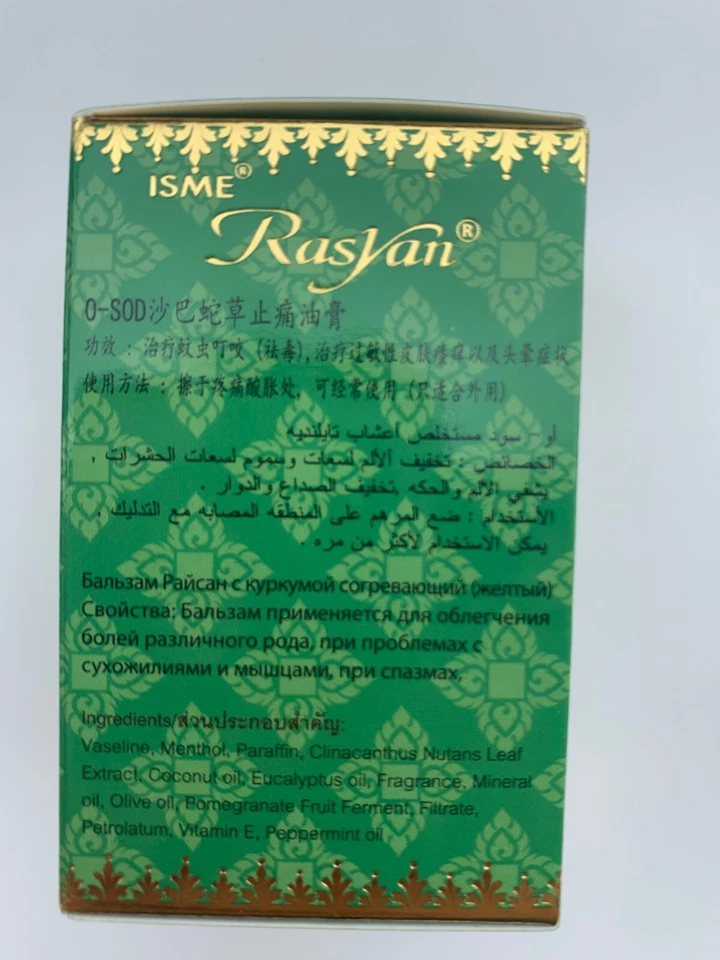 ISME®
Rasyan®
O-SOD沙巴蛇草止痛油膏
功效 : 治疗蚊虫叮咬 (祛毒), 治疗过敏性皮肤瘙痒以及头晕症状
使用方法 : 擦于疼痛酸胀处, 可经常使用 (只适合外用)
أو- سود مستخلص أعشاب تايلنديه
الخصائص : تخفيف ألألم لسعات وسموم لسعات الحشرات ,
يشفي الألم والحكه .تخفيف الصداع والدوار .
الأستخدام : ضع المرهم على المنطقه المصابه مع التدليك ,
يمكن الاستخدام لأكثر من مره .
Бальзам Райсан с куркумой согревающий (желтый)
Свойства: Бальзам применяется для облегчения
болей различного рода, при проблемах с
сухожилиями и мышцами, при спазмах,
Ingredients/ส่วนประกอบสำคัญ:
Vaseline, Menthol, Paraffin, Clinacanthus Nutans Leaf
Extract, Coconut oil, Eucalyptus oil, Fragrance, Mineral
oil, Olive oil, Pomegranate Fruit Ferment, Filtrate,
Petrolatum, Vitamin E, Peppermint oil